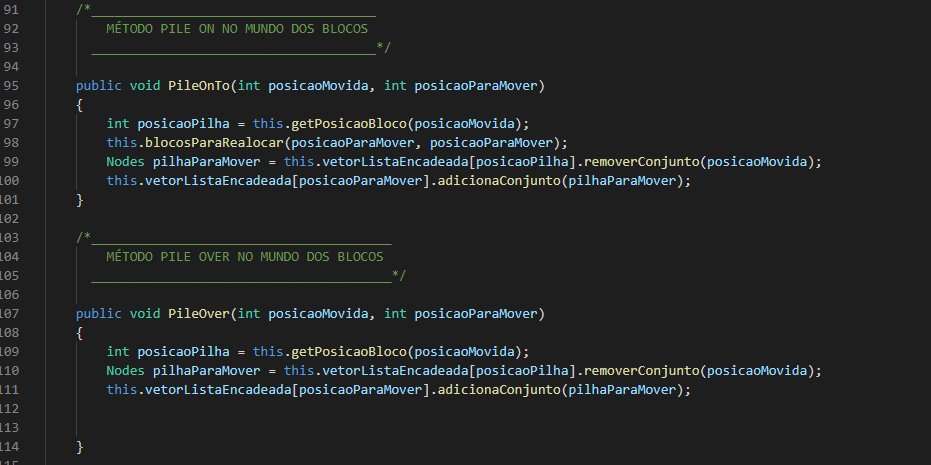 91 /*_____________________________________
92 MÉTODO PILE ON NO MUNDO DOS BLOCOS
93 _____________________________________*/
94
95 public void PileOnTo(int posicaoMovida, int posicaoParaMover)
96 {
97 int posicaoPilha = this.getPosicaoBloco(posicaoMovida);
98 this.blocosParaRealocar(posicaoParaMover, posicaoParaMover);
99 Nodes pilhaParaMover = this.vetorListaEncadeada[posicaoPilha].removerConjunto(posicaoMovida);
100 this.vetorListaEncadeada[posicaoParaMover].adicionaConjunto(pilhaParaMover);
101 }
102
103 /*_______________________________________
104 MÉTODO PILE OVER NO MUNDO DOS BLOCOS
105 _______________________________________*/
106
107 public void PileOver(int posicaoMovida, int posicaoParaMover)
108 {
109 int posicaoPilha = this.getPosicaoBloco(posicaoMovida);
110 Nodes pilhaParaMover = this.vetorListaEncadeada[posicaoPilha].removerConjunto(posicaoMovida);
111 this.vetorListaEncadeada[posicaoParaMover].adicionaConjunto(pilhaParaMover);
112
113
114 }
115